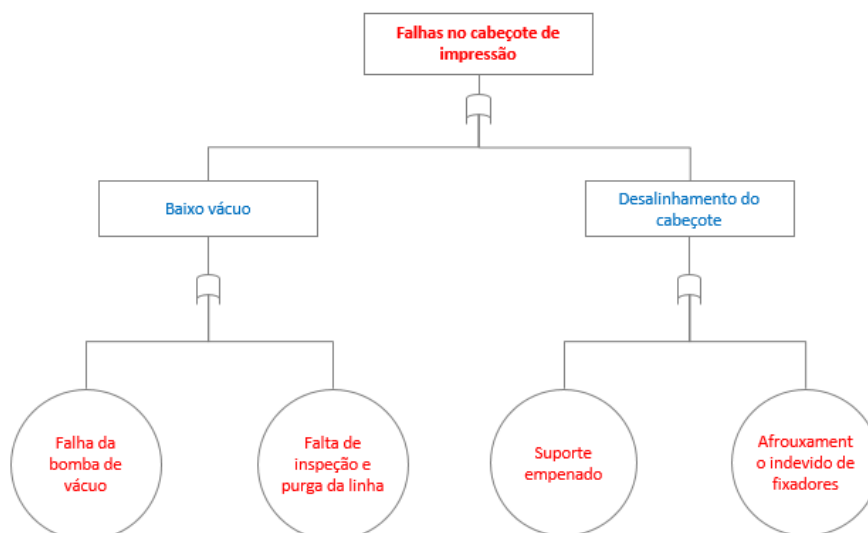 Falhas no cabeçote de
impressão
Baixo vácuo
Desalinhamento do
cabeçote
Falha da
bomba de
vácuo
Falta de
inspeção e
purga da linha
Suporte
empenado
Afrouxament
o indevido de
fixadores